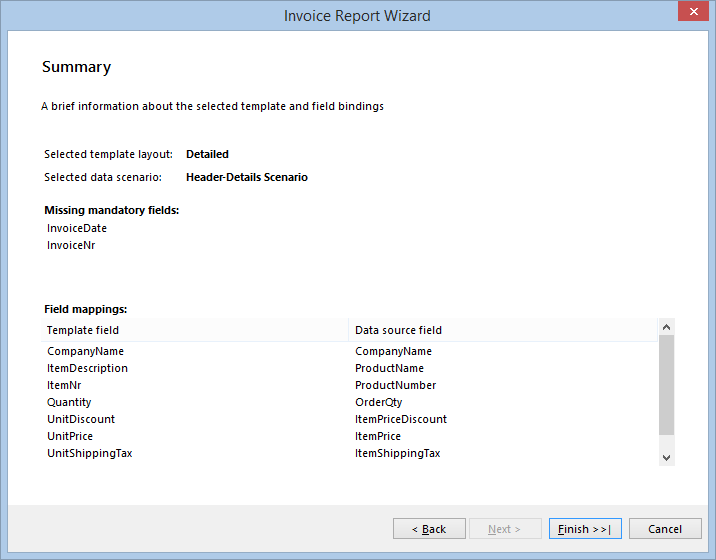 Invoice Report Wizard
Summary
A brief information about the selected template and field bindings
Selected template layout: Detailed
Selected data scenario: Header-Details Scenario
Missing mandatory fields:
InvoiceDate
InvoiceNr
Field mappings:
Template field Data source field
CompanyName CompanyName
ItemDescription ProductName
ItemNr ProductNumber
Quantity OrderQty
UnitDiscount ItemPriceDiscount
UnitPrice ItemPrice
UnitShippingTax ItemShippingTax
< Back Next > Finish >>| Cancel